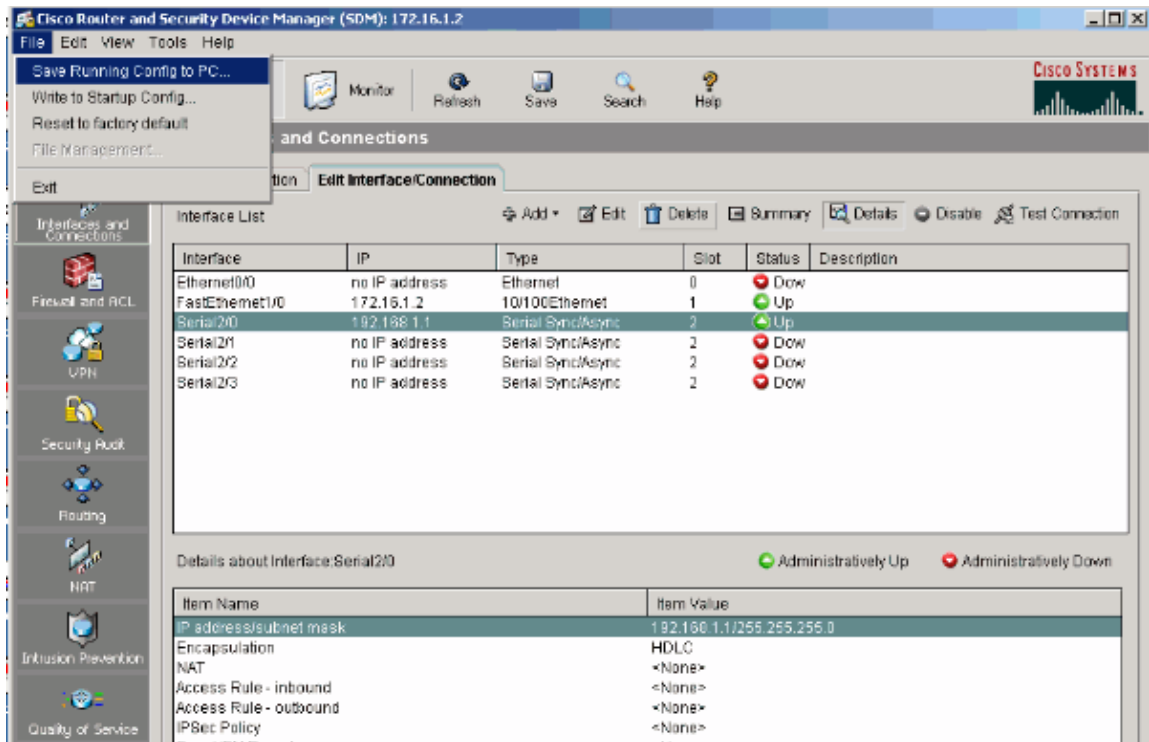 Cisco Router and Security Device Manager (SDM): 172.16.1.2
File Edit View Tools Help
Save Running Config to PC...
Write to Startup Config...
Reset to factory default
File Management...
Exit
Monitor Refresh Save Search Help
CISCO SYSTEMS
and Connections
tion Edit Interface/Connection
Interfaces and Connections
Firewall and ACL
VPN
Security Audit
Routing
NAT
Intrusion Prevention
Quality of Service
Interface List Add Edit Delete Summary Details Disable Test Connection
Interface IP Type Slot Status Description
Ethernet0/0 no IP address Ethernet 0 Dow
FastEthernet1/0 172.16.1.2 10/100Ethernet 1 Up
Serial2/0 192.168.1.1 Serial Sync/Async 2 Up
Serial2/1 no IP address Serial Sync/Async 2 Dow
Serial2/2 no IP address Serial Sync/Async 2 Dow
Serial2/3 no IP address Serial Sync/Async 2 Dow
Details about Interface:Serial2/0 Administratively Up Administratively Down
Item Name Item Value
IP address/subnet mask 192.168.1.1/255.255.255.0
Encapsulation HDLC
NAT <None>
Access Rule - inbound <None>
Access Rule - outbound <None>
IPSec Policy <None>